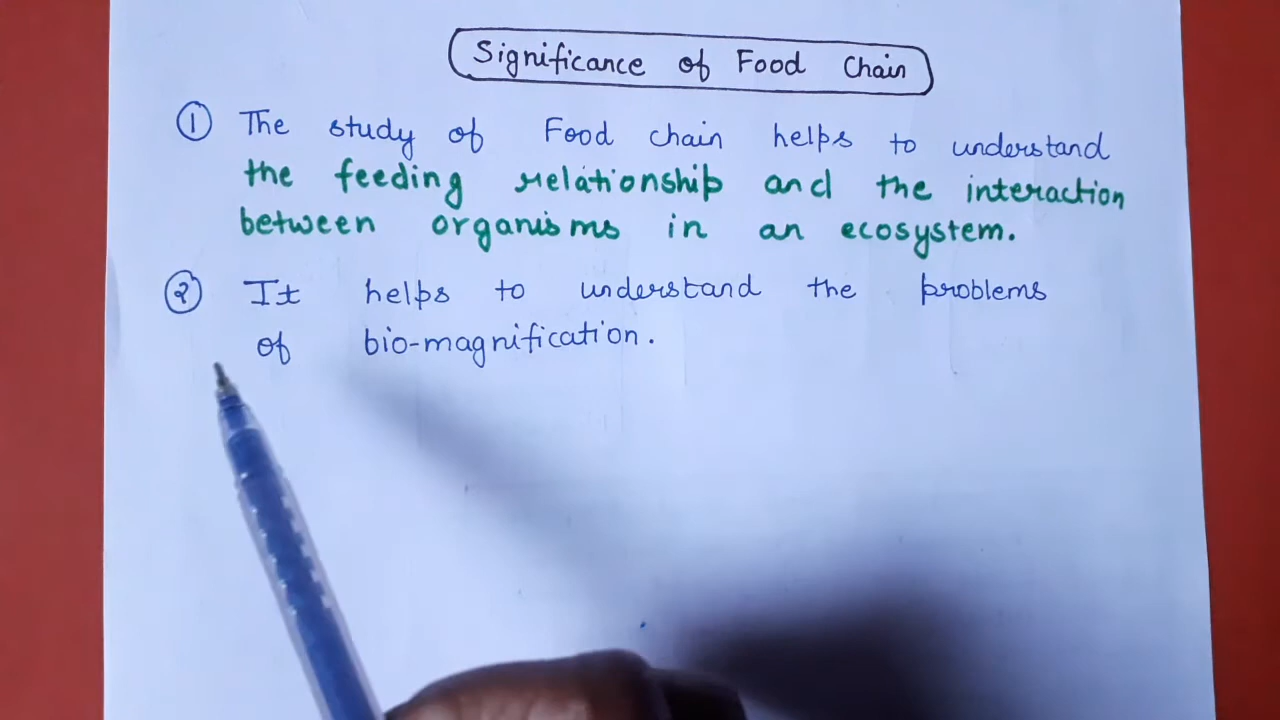 Significance of Food Chain
① The study of Food chain helps to understand
the feeding relationship and the interaction
between organisms in an ecosystem.
② It helps to understand the problems
of bio-magnification.